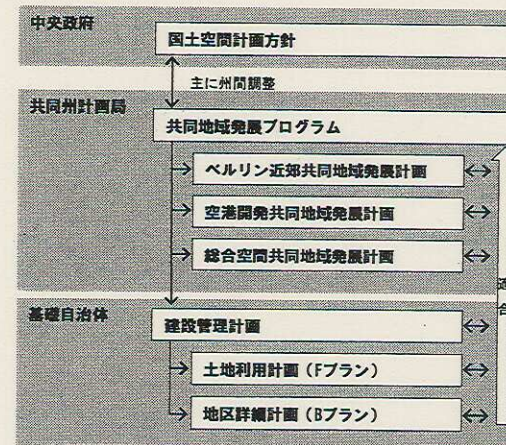 中央政府
国土空間計画方針
主に州間調整
共同州計画局
共同地域発展プログラム
ベルリン近郊共同地域発展計画
空港開発共同地域発展計画
総合空間共同地域発展計画
基礎自治体
建設管理計画
土地利用計画（Fプラン）
地区詳細計画（Bプラン）